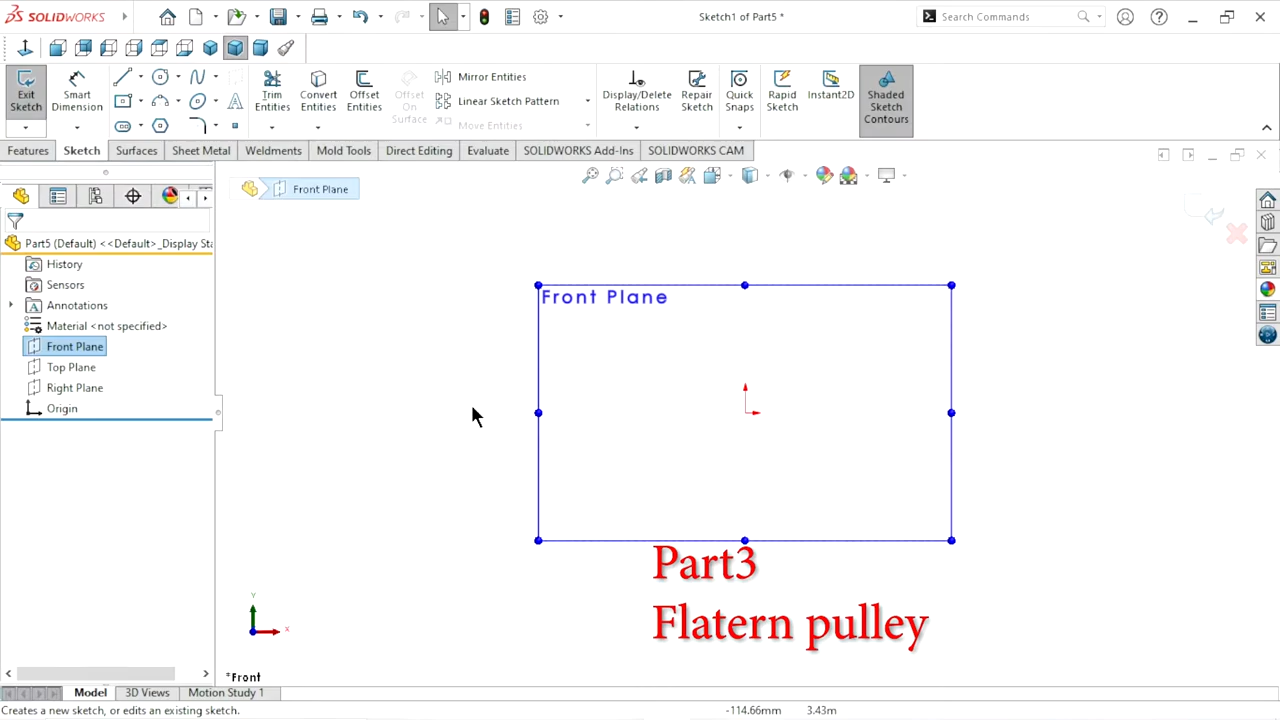 SOLIDWORKS
Sketch1 of Part5 *
Search Commands
Exit Sketch
Smart Dimension
Trim Entities
Convert Entities
Offset Entities
Offset On Surface
Mirror Entities
Linear Sketch Pattern
Move Entities
Display/Delete Relations
Repair Sketch
Quick Snaps
Rapid Sketch
Instant2D
Shaded Sketch Contours
Features
Sketch
Surfaces
Sheet Metal
Weldments
Mold Tools
Direct Editing
Evaluate
SOLIDWORKS Add-Ins
SOLIDWORKS CAM
Front Plane
Part5 (Default) <<Default>_Display Sta
History
Sensors
Annotations
Material <not specified>
Front Plane
Top Plane
Right Plane
Origin
Front Plane
Part3
Flatern pulley
Y
X
*Front
Model
3D Views
Motion Study 1
Creates a new sketch, or edits an existing sketch.
-114.66mm
3.43m